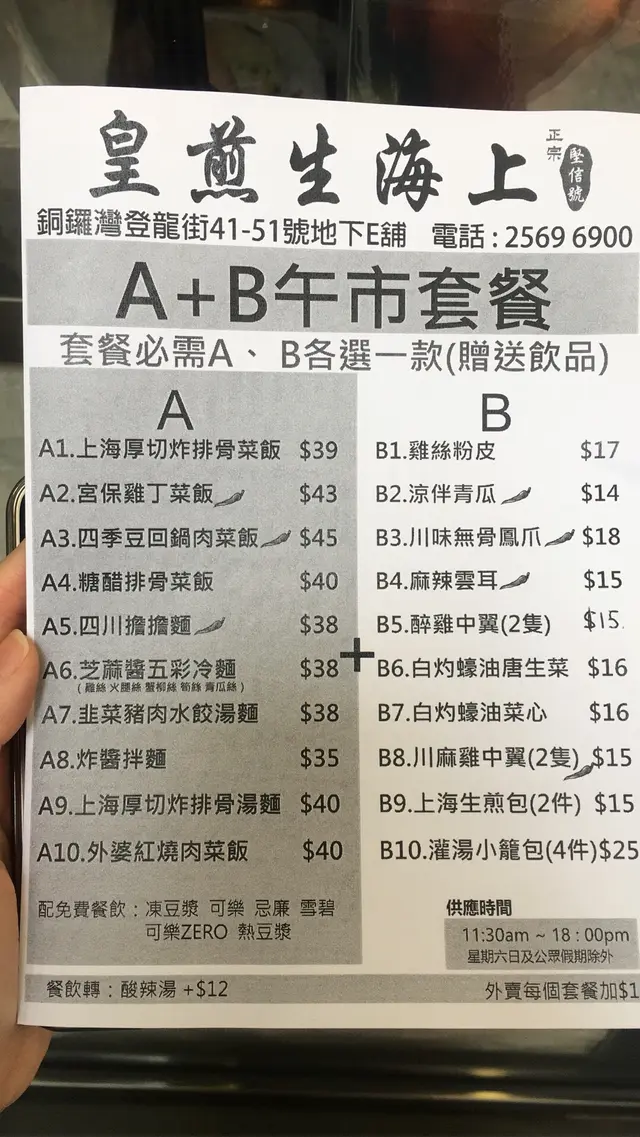 皇煎生海上
正宗
堅信號
銅鑼灣登龍街41-51號地下E舖 電話：2569 6900
A+B午市套餐
套餐必需A、B各選一款(贈送飲品)
A
A1.上海厚切炸排骨菜飯 $39
A2.宮保雞丁菜飯 $43
A3.四季豆回鍋肉菜飯 $45
A4.糖醋排骨菜飯 $40
A5.四川擔擔麵 $38
A6.芝蔴醬五彩冷麵 $38
(雞絲 火腿絲 蟹柳絲 筍絲 青瓜絲)
A7.韭菜豬肉水餃湯麵 $38
A8.炸醬拌麵 $35
A9.上海厚切炸排骨湯麵 $40
A10.外婆紅燒肉菜飯 $40
配免費餐飲：凍豆漿 可樂 忌廉 雪碧
可樂ZERO 熱豆漿
+
B
B1.雞絲粉皮 $17
B2.涼伴青瓜 $14
B3.川味無骨鳳爪 $18
B4.麻辣雲耳 $15
B5.醉雞中翼(2隻) $15.
B6.白灼蠔油唐生菜 $16
B7.白灼蠔油菜心 $16
B8.川麻雞中翼(2隻) $15
B9.上海生煎包(2件) $15
B10.灌湯小籠包(4件)$25
供應時間
11:30am ~ 18：00pm
星期六日及公眾假期除外
餐飲轉：酸辣湯 +$12
外賣每個套餐加$1